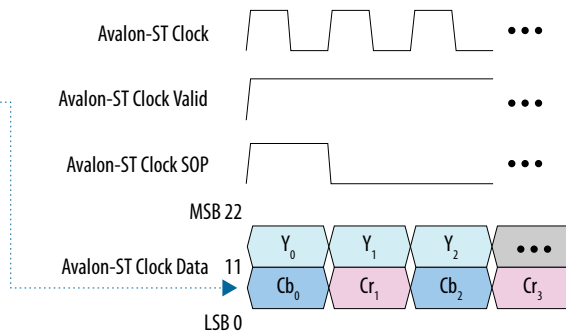 Avalon-ST Clock
•••
Avalon-ST Clock Valid
•••
Avalon-ST Clock SOP
•••
MSB 22
Y₀ Y₁ Y₂ •••
Avalon-ST Clock Data 11
Cb₀ Cr₁ Cb₂ Cr₃
LSB 0